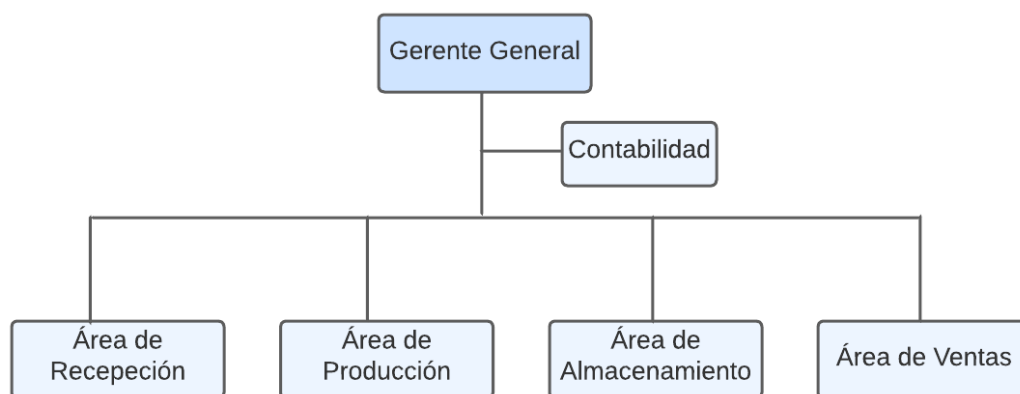 Gerente General
Contabilidad
Área de
Recepeción
Área de
Producción
Área de
Almacenamiento
Área de Ventas